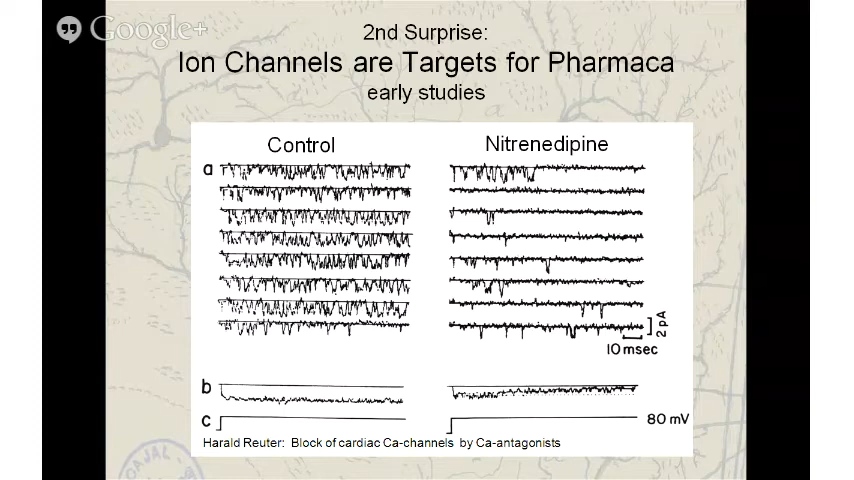 Google+
2nd Surprise:
Ion Channels are Targets for Pharmaca
early studies
Control
Nitrenedipine
a
2 pA
10 msec
b
c
80 mV
Harald Reuter: Block of cardiac Ca-channels by Ca-antagonists
CAJAL